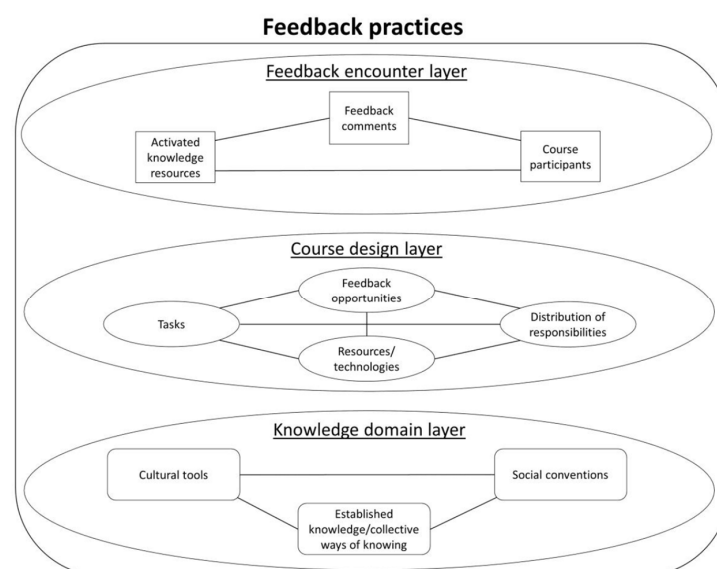 Feedback practices
Feedback encounter layer
Feedback
comments
Activated
knowledge
resources
Course
participants
Course design layer
Feedback
opportunities
Tasks
Distribution of
responsibilities
Resources/
technologies
Knowledge domain layer
Cultural tools
Social conventions
Established
knowledge/collective
ways of knowing